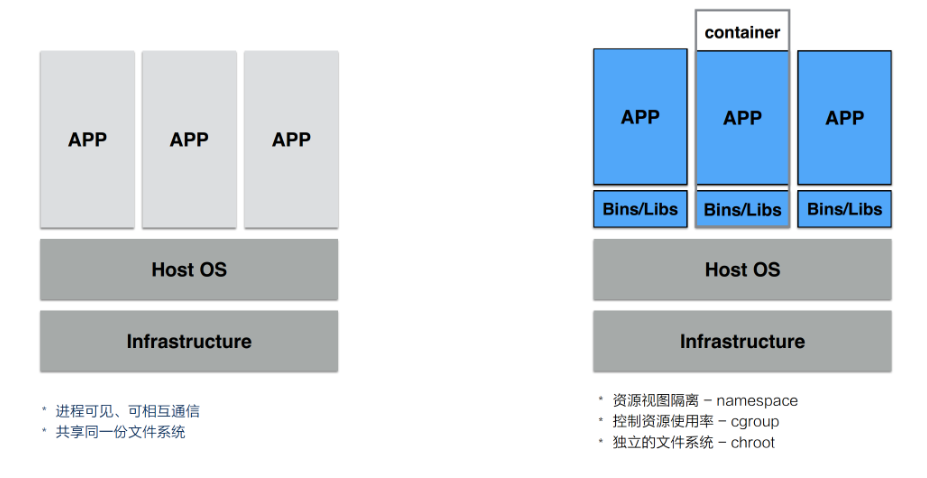 APP
APP
APP
Host OS
Infrastructure
* 进程可见、可相互通信
* 共享同一份文件系统
container
APP
APP
APP
Bins/Libs
Bins/Libs
Bins/Libs
Host OS
Infrastructure
* 资源视图隔离 – namespace
* 控制资源使用率 – cgroup
* 独立的文件系统 – chroot